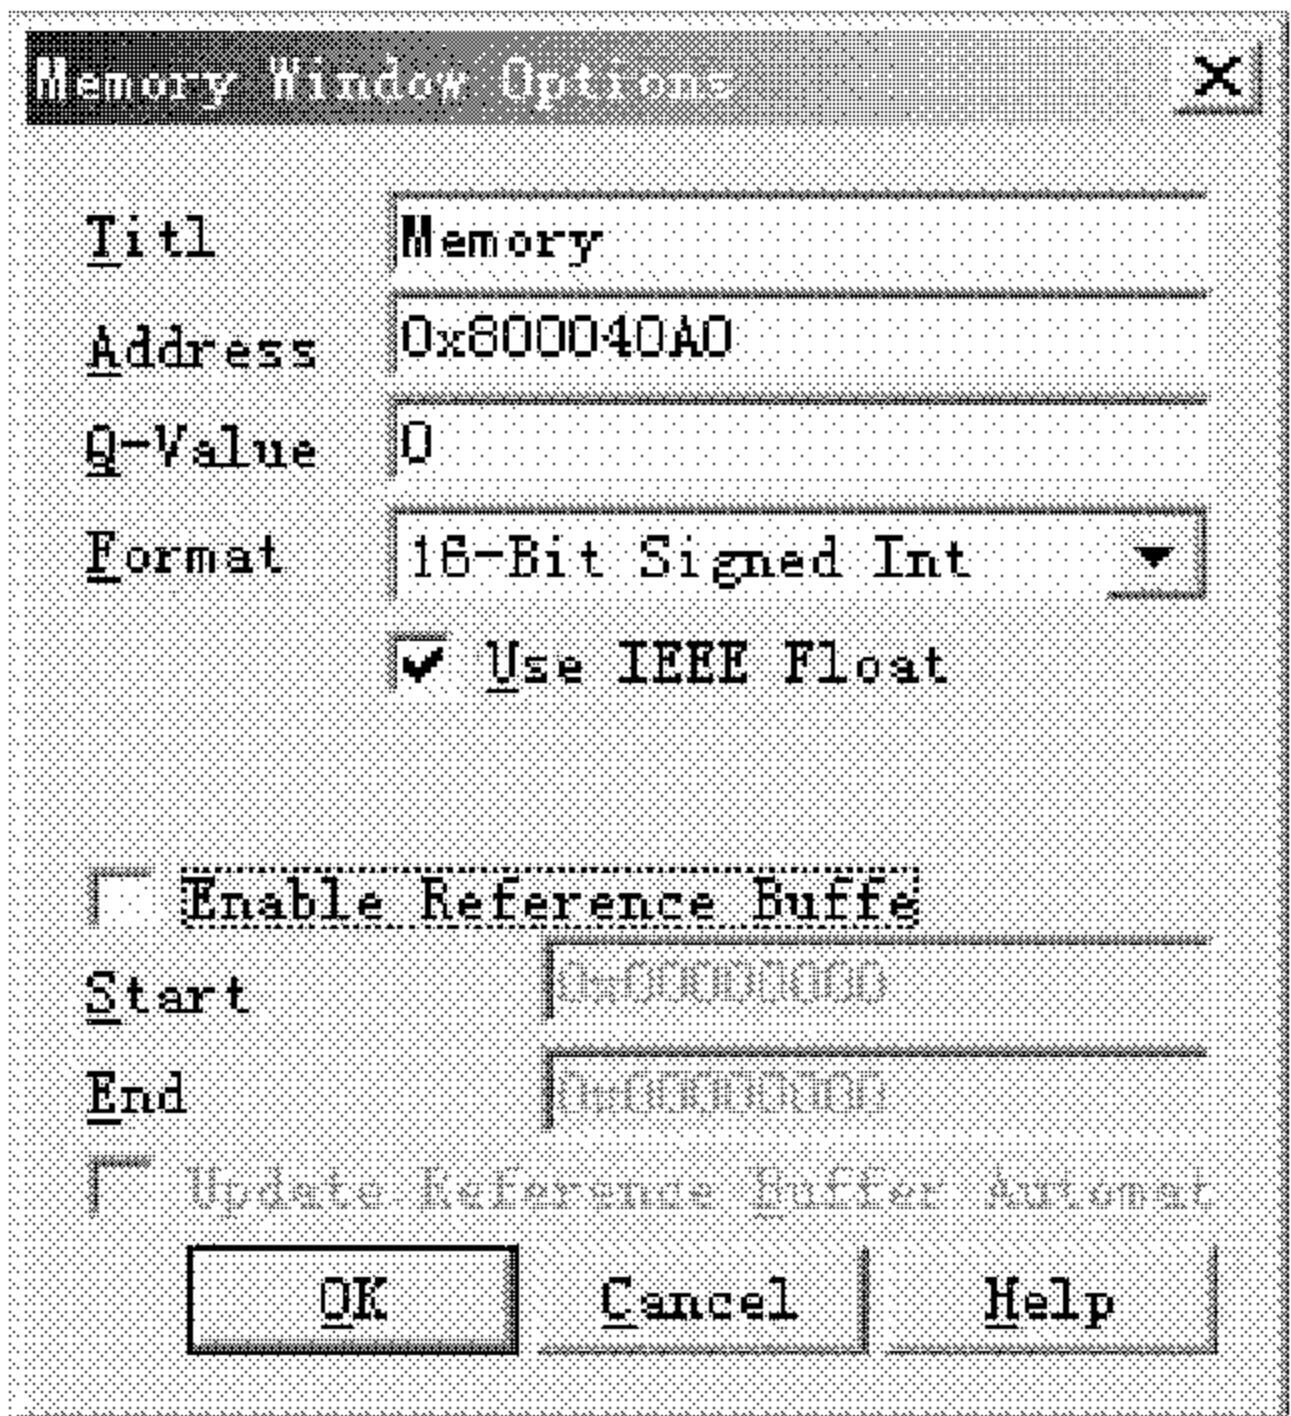 Memory Window Options
Titl Memory
Address 0x800040A0
Q-Value 0
Format 16-Bit Signed Int
Use IEEE Float
Enable Reference Buffe
Start 0x00000000
End 0x00000000
Update Reference Buffer Automat
OK Cancel Help